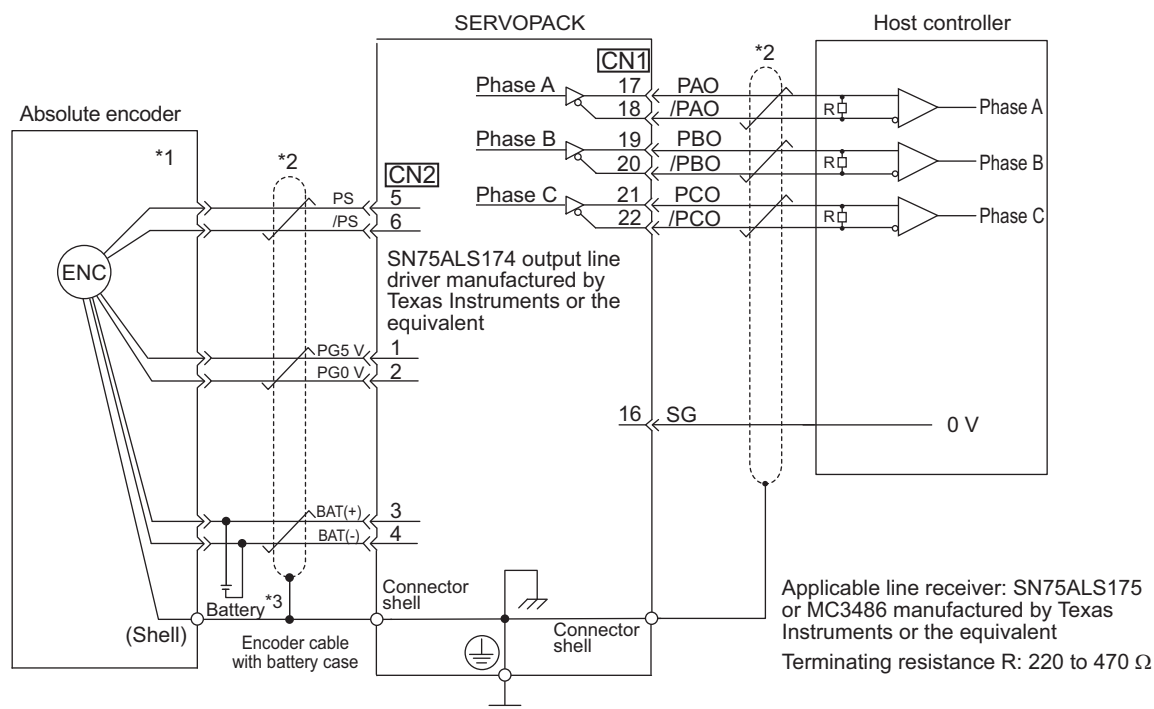 SERVOPACK
Host controller
Absolute encoder
*1
*2
CN2
PS 5
/PS 6
ENC
SN75ALS174 output line
driver manufactured by
Texas Instruments or the
equivalent
PG5 V 1
PG0 V 2
BAT(+) 3
BAT(-) 4
Battery
*3
(Shell)
Encoder cable
with battery case
Connector
shell
CN1
*2
Phase A 17 PAO R Phase A
18 /PAO
Phase B 19 PBO R Phase B
20 /PBO
Phase C 21 PCO R Phase C
22 /PCO
16 SG 0 V
Connector
shell
Applicable line receiver: SN75ALS175
or MC3486 manufactured by Texas
Instruments or the equivalent
Terminating resistance R: 220 to 470 Ω